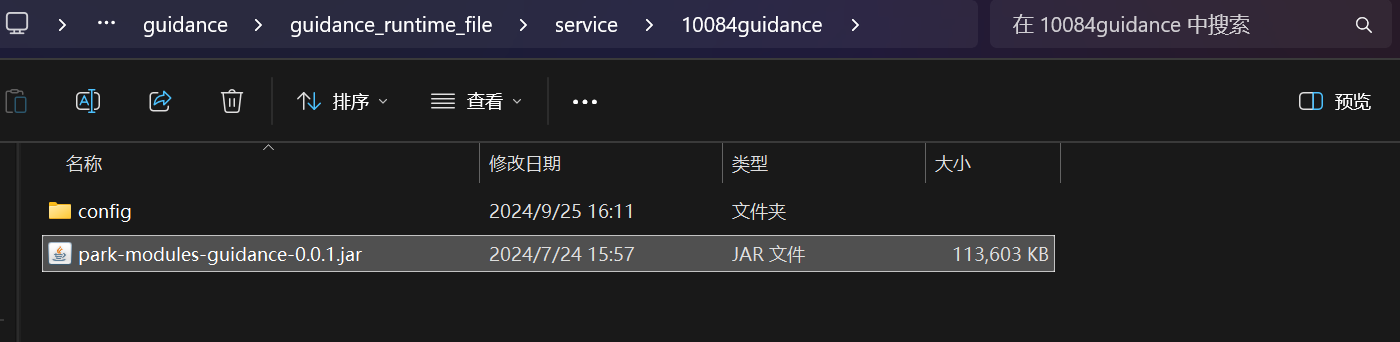 ··· guidance guidance_runtime_file service 10084guidance 在 10084guidance 中搜索
排序 查看 ··· 预览
名称 修改日期 类型 大小
config 2024/9/25 16:11 文件夹
park-modules-guidance-0.0.1.jar 2024/7/24 15:57 JAR 文件 113,603 KB